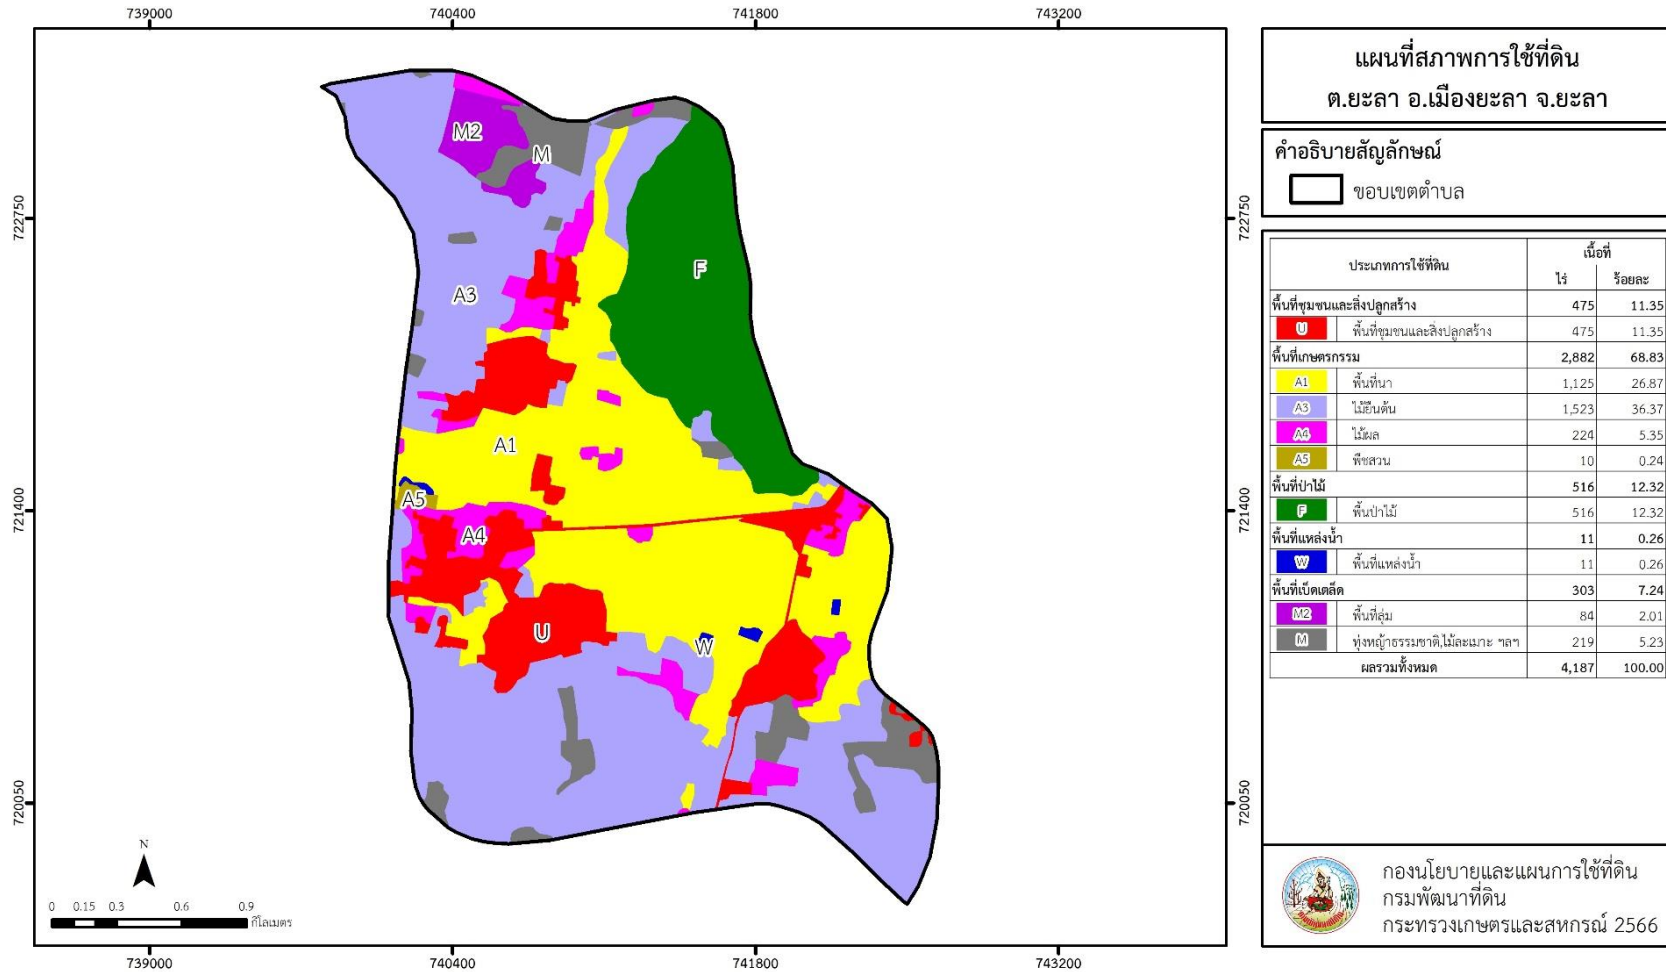 739000 740400 741800 743200
แผนที่สภาพการใช้ที่ดิน
ต.ยะลา อ.เมืองยะลา จ.ยะลา
คำอธิบายสัญลักษณ์
ขอบเขตตำบล
ประเภทการใช้ที่ดิน เนื้อที่
ไร่ ร้อยละ
พื้นที่ชุมชนและสิ่งปลูกสร้าง 475 11.35
U พื้นที่ชุมชนและสิ่งปลูกสร้าง 475 11.35
พื้นที่เกษตรกรรม 2,882 68.83
A1 พื้นที่นา 1,125 26.87
A3 ไม้ยืนต้น 1,523 36.37
A4 ไม้ผล 224 5.35
A5 พืชสวน 10 0.24
พื้นที่ป่าไม้ 516 12.32
F พื้นป่าไม้ 516 12.32
พื้นที่แหล่งน้ำ 11 0.26
W พื้นที่แหล่งน้ำ 11 0.26
พื้นที่เบ็ดเตล็ด 303 7.24
M2 พื้นที่ลุ่ม 84 2.01
M ทุ่งหญ้าธรรมชาติ,ไม้ละเมาะ ฯลฯ 219 5.23
ผลรวมทั้งหมด 4,187 100.00
กองนโยบายและแผนการใช้ที่ดิน
กรมพัฒนาที่ดิน
กระทรวงเกษตรและสหกรณ์ 2566
M2
M
722750 722750
F
A3
A1
A5
721400 721400
A4
U
W
720050 720050
N
0 0.15 0.3 0.6 0.9
กิโลเมตร
739000 740400 741800 743200